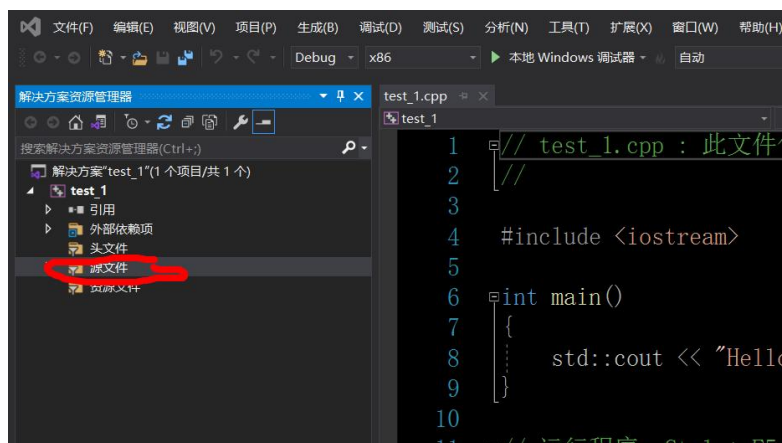 文件(F) 编辑(E) 视图(V) 项目(P) 生成(B) 调试(D) 测试(S) 分析(N) 工具(T) 扩展(X) 窗口(W) 帮助(H)
Debug x86 本地 Windows 调试器 自动
解决方案资源管理器
搜索解决方案资源管理器(Ctrl+;)
解决方案"test_1"(1 个项目/共 1 个)
test_1
引用
外部依赖项
头文件
源文件
资源文件
test_1.cpp
test_1
1 // test_1.cpp : 此文件
2 //
3
4 #include <iostream>
5
6 int main()
7 {
8 std::cout << "Hello
9 }
10